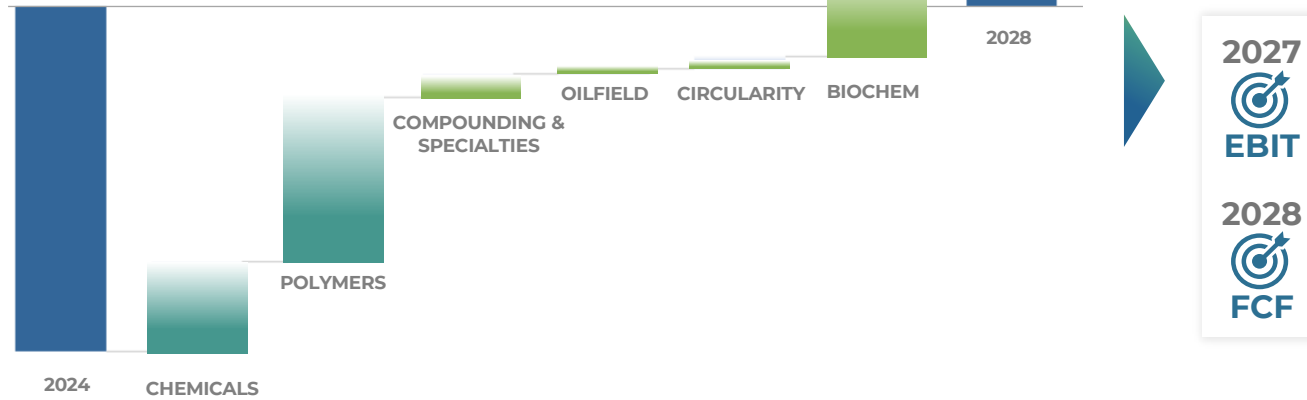 2028
OILFIELD
CIRCULARITY
BIOCHEM
COMPOUNDING &
SPECIALTIES
POLYMERS
2024
CHEMICALS
2027
EBIT
2028
FCF